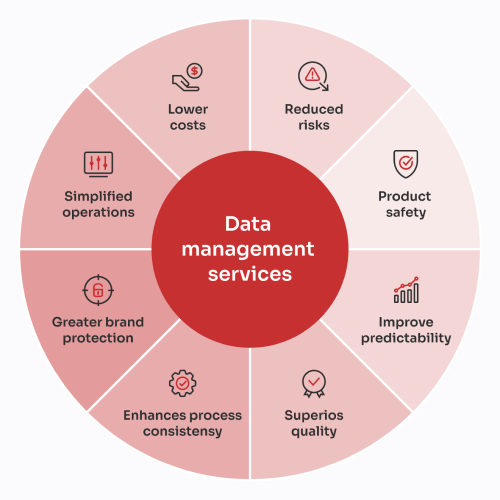 Data
management
services
Reduced
risks
Product
safety
Improve
predictability
Superios
quality
Enhances process
consistensy
Greater brand
protection
Simplified
operations
Lower
costs